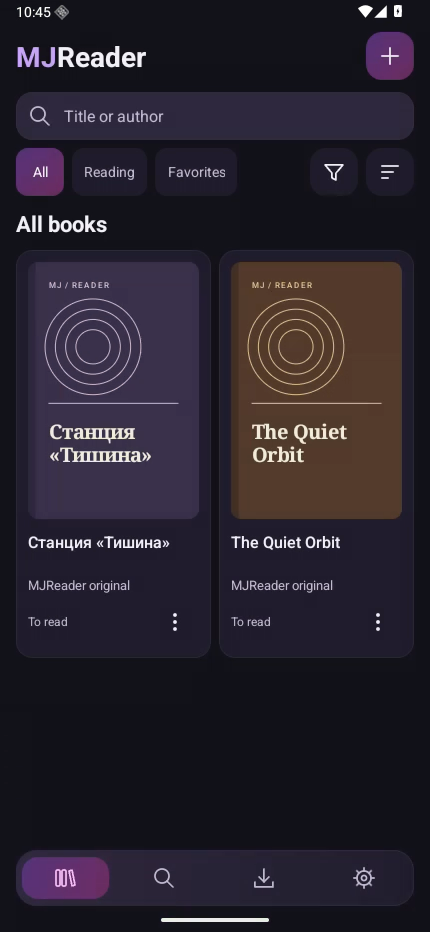 10:45
MJReader
Title or author
All
Reading
Favorites
All books
MJ / READER
Станция
«Тишина»
MJ / READER
The Quiet
Orbit
Станция «Тишина»
MJReader original
To read
The Quiet Orbit
MJReader original
To read